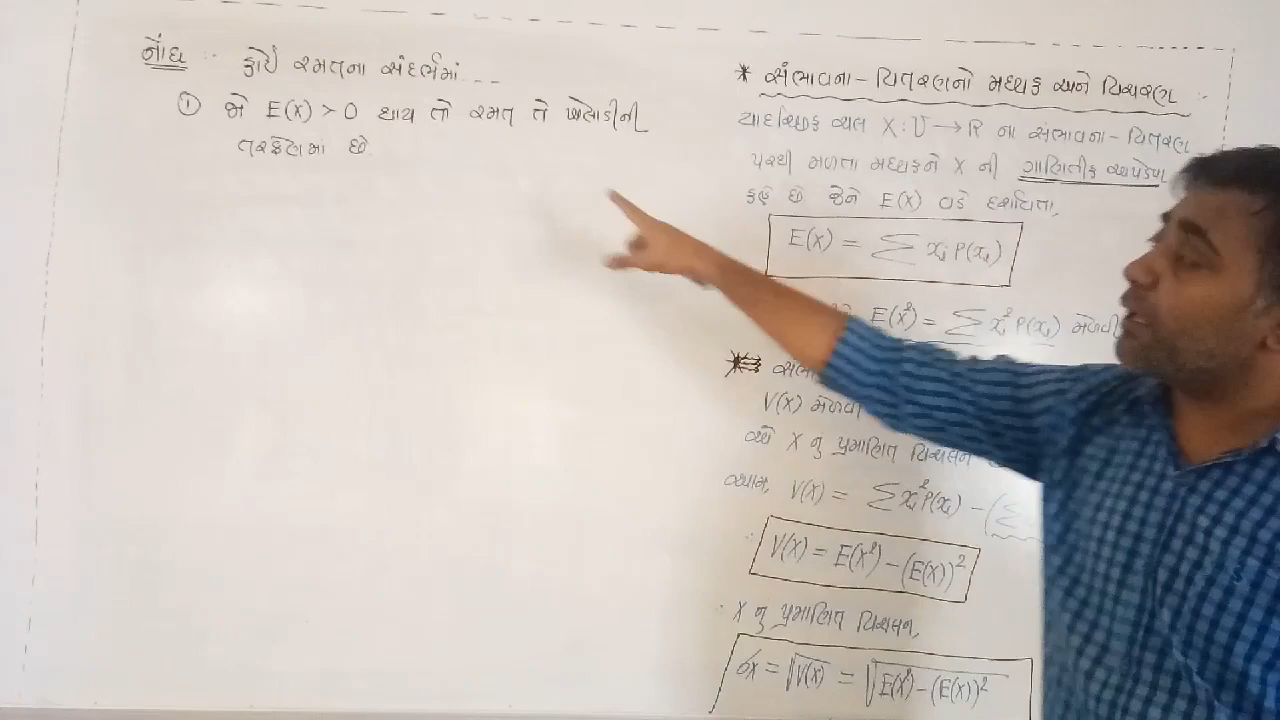 નોંધ :- કોઈ રમતના સંદર્ભમાં....
① જો E(X) > 0 થાય તો રમત તે ખેલાડીની
તરફેણમાં છે.
* સંભાવના-વિતરણનો મધ્યક અને વિચરણ :-
યાદચ્છિક ચલ X : U → R ના સંભાવના-વિતરણ
પરથી મળતા મધ્યકને X ની ગાણિતીક અપેક્ષા
કહે છે જેને E(X) વડે દર્શાવાતા,
E(X) = ∑ xᵢ P(xᵢ)
E(X²) = ∑ xᵢ² P(xᵢ) મેળવી
V(X) મેળવી
અને X નુ પ્રમાણિત વિચલન
આમ, V(X) = ∑ xᵢ² P(xᵢ) − (∑
∴ V(X) = E(X²) − (E(X))²
∴ X નુ પ્રમાણિત વિચલન,
σx = √V(X) = √E(X²) − (E(X))²